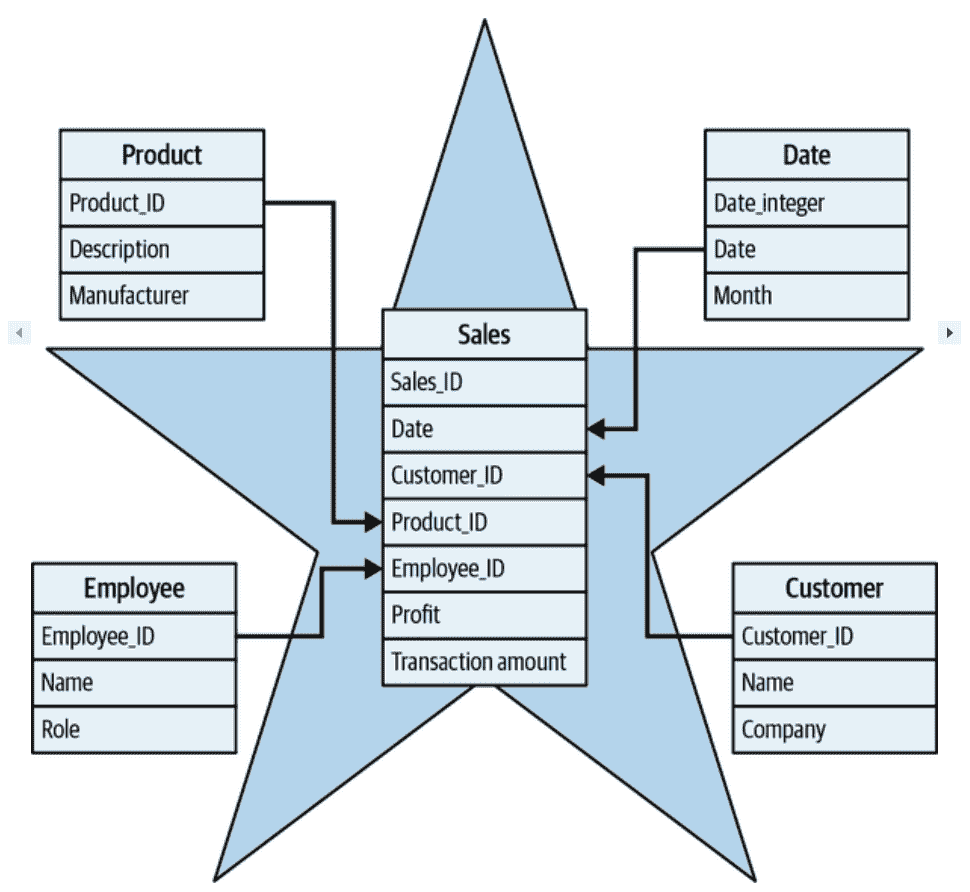 Product
Product_ID
Description
Manufacturer
Date
Date_integer
Date
Month
Sales
Sales_ID
Date
Customer_ID
Product_ID
Employee_ID
Profit
Transaction amount
Employee
Employee_ID
Name
Role
Customer
Customer_ID
Name
Company